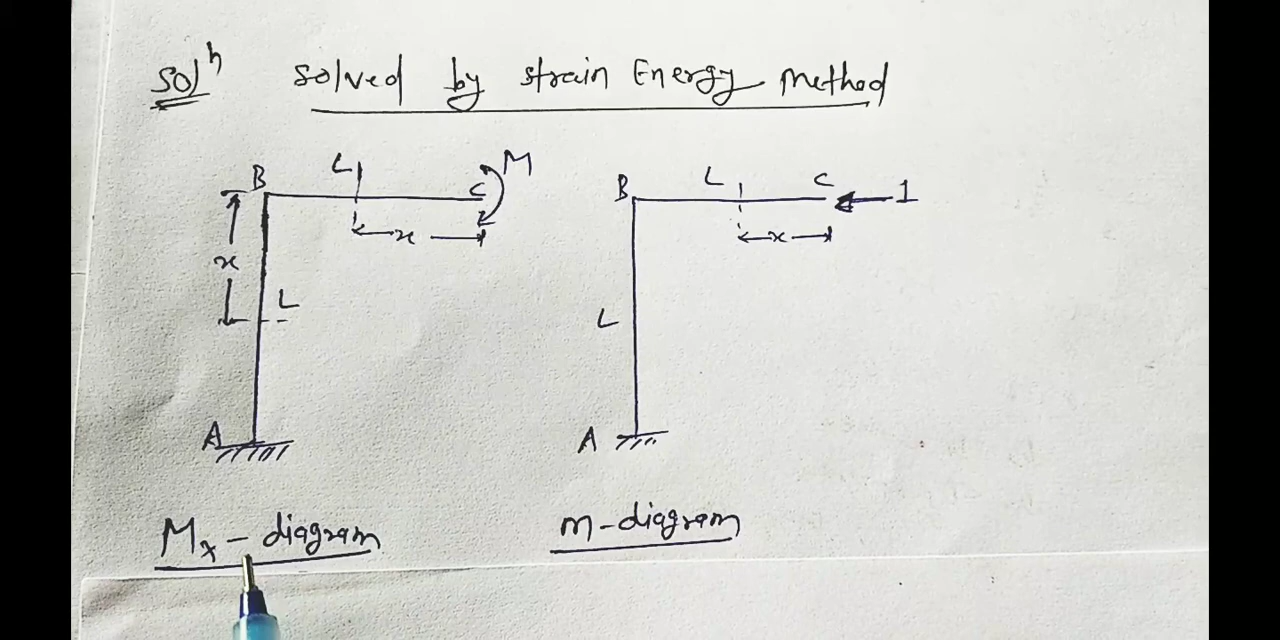 Solⁿ Solved by Strain Energy Method
B L C M B L C 1
x x
x L L
A A
Mx - diagram m - diagram